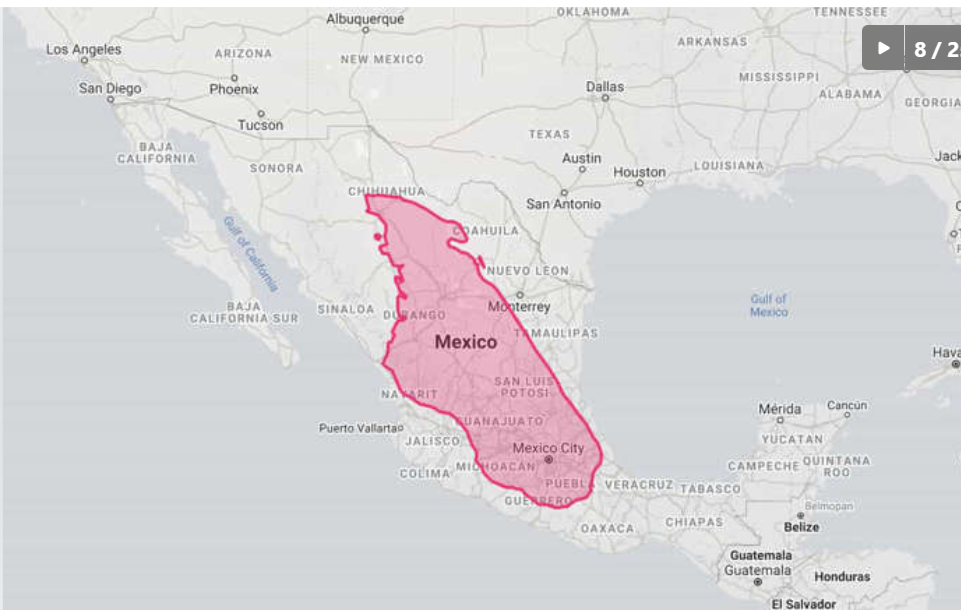 Albuquerque
OKLAHOMA
TENNESSEE
Los Angeles
ARIZONA
NEW MEXICO
ARKANSAS
8 / 2
San Diego
Phoenix
Dallas
MISSISSIPPI
ALABAMA
GEORGIA
Tucson
TEXAS
BAJA
CALIFORNIA
SONORA
Austin
Houston
LOUISIANA
Jack
CHIHUAHUA
San Antonio
Gulf of California
COAHUILA
NUEVO LEON
BAJA
CALIFORNIA SUR
SINALOA
DURANGO
Monterrey
Gulf of
Mexico
TAMAULIPAS
Mexico
Hava
SAN LUIS
POTOSI
NAYARIT
Mérida
Cancún
Puerto Vallarta
GUANAJUATO
JALISCO
YUCATAN
Mexico City
COLIMA
MICHOACÁN
CAMPECHE
QUINTANA
ROO
PUEBLA
VERACRUZ
TABASCO
GUERRERO
Belmopan
OAXACA
CHIAPAS
Belize
Guatemala
Guatemala
Honduras
El Salvador